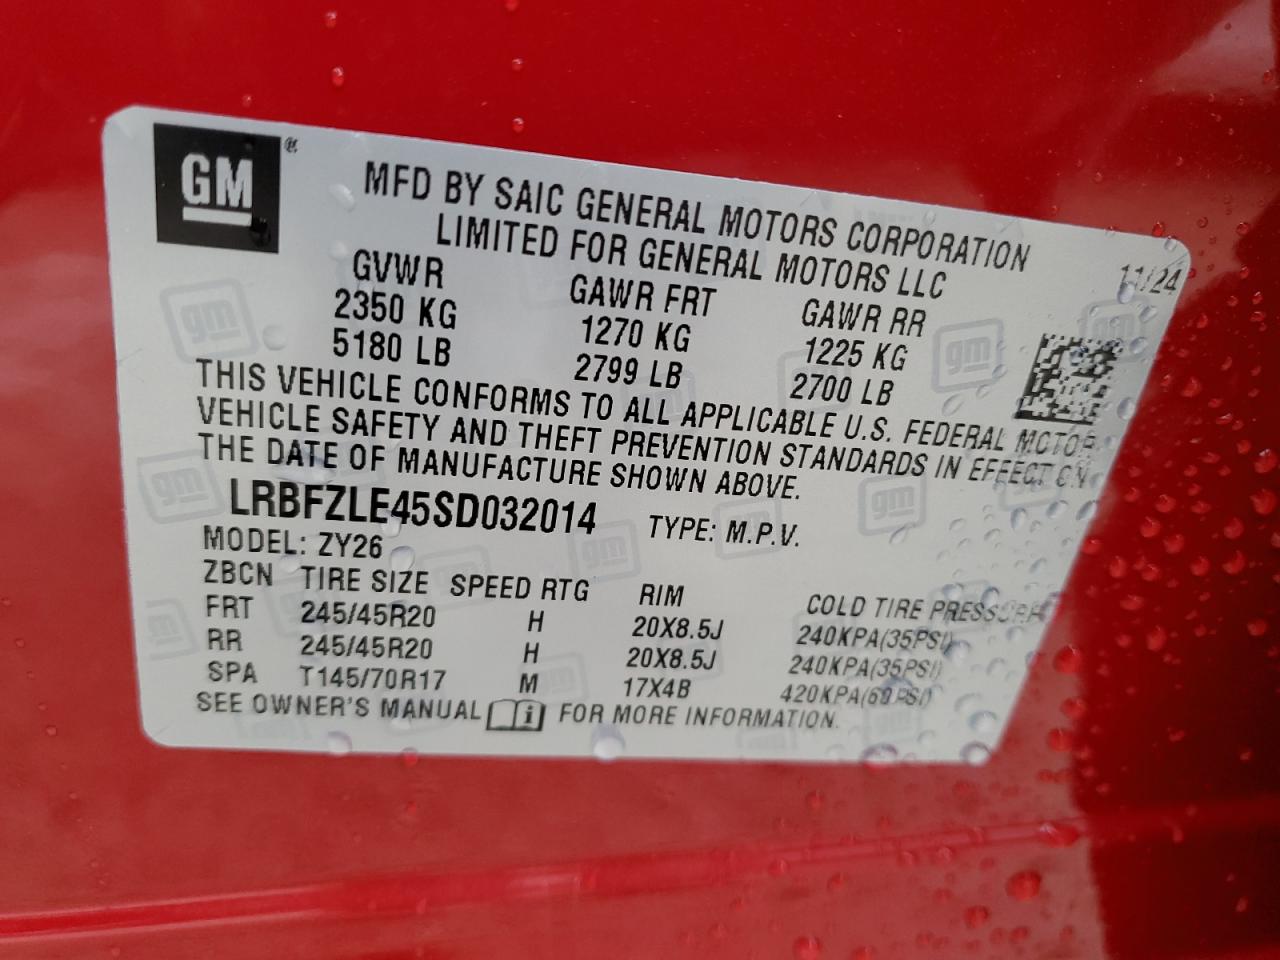 GM ®
MFD BY SAIC GENERAL MOTORS CORPORATION
LIMITED FOR GENERAL MOTORS LLC
11/24
GVWR GAWR FRT GAWR RR
2350 KG 1270 KG 1225 KG
5180 LB 2799 LB 2700 LB
THIS VEHICLE CONFORMS TO ALL APPLICABLE U.S. FEDERAL MOTOR
VEHICLE SAFETY AND THEFT PREVENTION STANDARDS IN EFFECT ON
THE DATE OF MANUFACTURE SHOWN ABOVE.
LRBFZLE45SD032014 TYPE: M.P.V.
MODEL: ZY26
ZBCN TIRE SIZE SPEED RTG RIM COLD TIRE PRESSURE
FRT 245/45R20 H 20X8.5J 240KPA(35PSI)
RR 245/45R20 H 20X8.5J 240KPA(35PSI)
SPA T145/70R17 M 17X4B 420KPA(60PSI)
SEE OWNER'S MANUAL i FOR MORE INFORMATION.